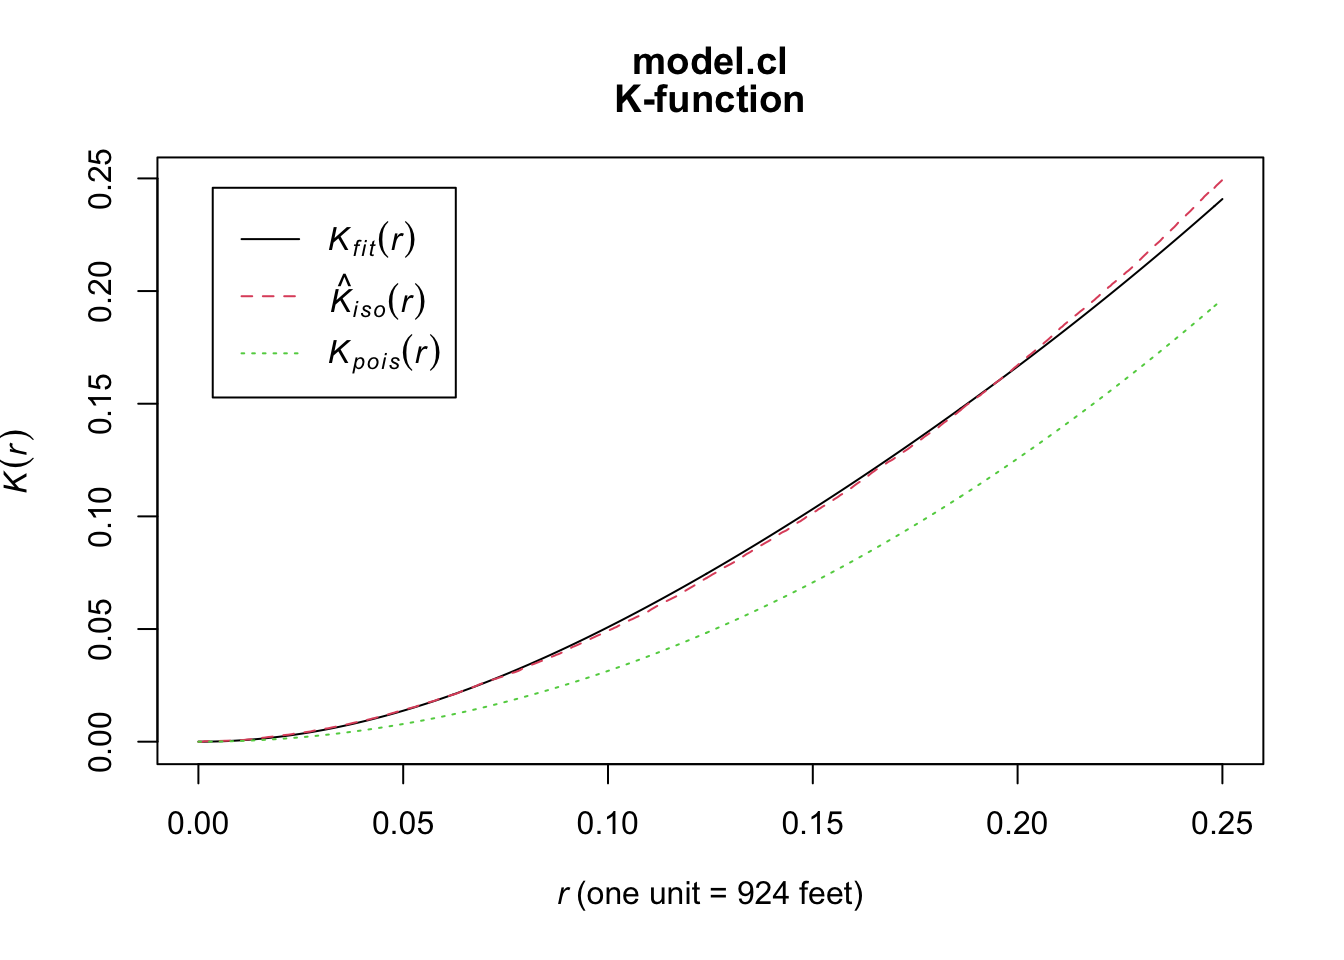 model.cl
K-function
K_fit(r)
K̂_iso(r)
K_pois(r)
K(r)
0.25
0.20
0.15
0.10
0.05
0.00
0.00 0.05 0.10 0.15 0.20 0.25
r (one unit = 924 feet)